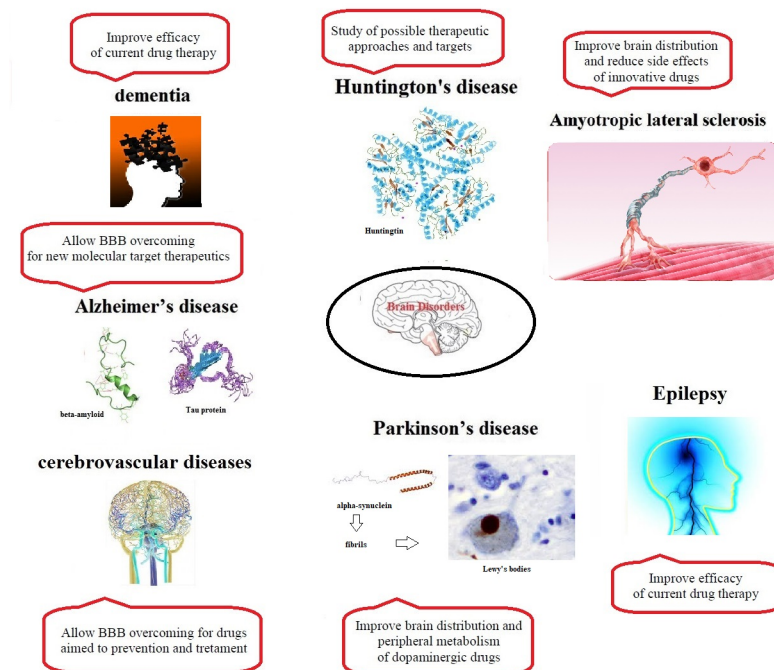 Improve efficacy
of current drug therapy
dementia
Study of possible therapeutic
approaches and targets
Huntington's disease
Huntingtin
Improve brain distribution
and reduce side effects
of innovative drugs
Amyotropic lateral sclerosis
Allow BBB overcoming
for new molecular target therapeutics
Alzheimer’s disease
beta-amyloid
Tau protein
Brain Disorders
cerebrovascular diseases
Allow BBB overcoming for drugs
aimed to prevention and tretament
Parkinson’s disease
alpha-synuclein
fibrils
Lewy's bodies
Improve brain distribution and
peripheral metabolism
of dopaminergic drugs
Epilepsy
Improve efficacy
of current drug therapy